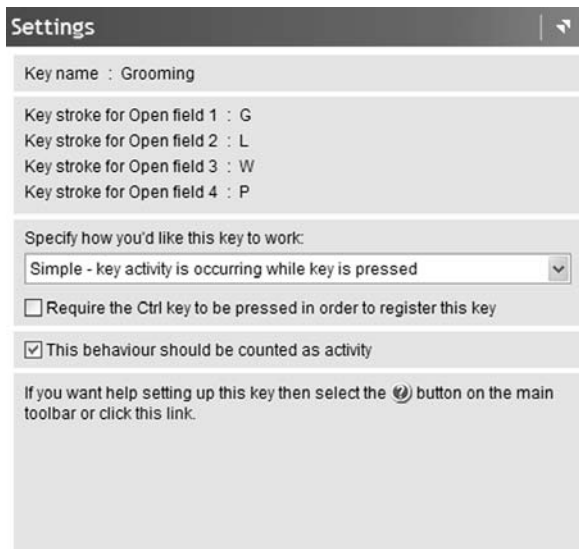 Settings
Key name : Grooming
Key stroke for Open field 1 : G
Key stroke for Open field 2 : L
Key stroke for Open field 3 : W
Key stroke for Open field 4 : P
Specify how you'd like this key to work:
Simple - key activity is occurring while key is pressed
Require the Ctrl key to be pressed in order to register this key
This behaviour should be counted as activity
If you want help setting up this key then select the ? button on the main
toolbar or click this link.